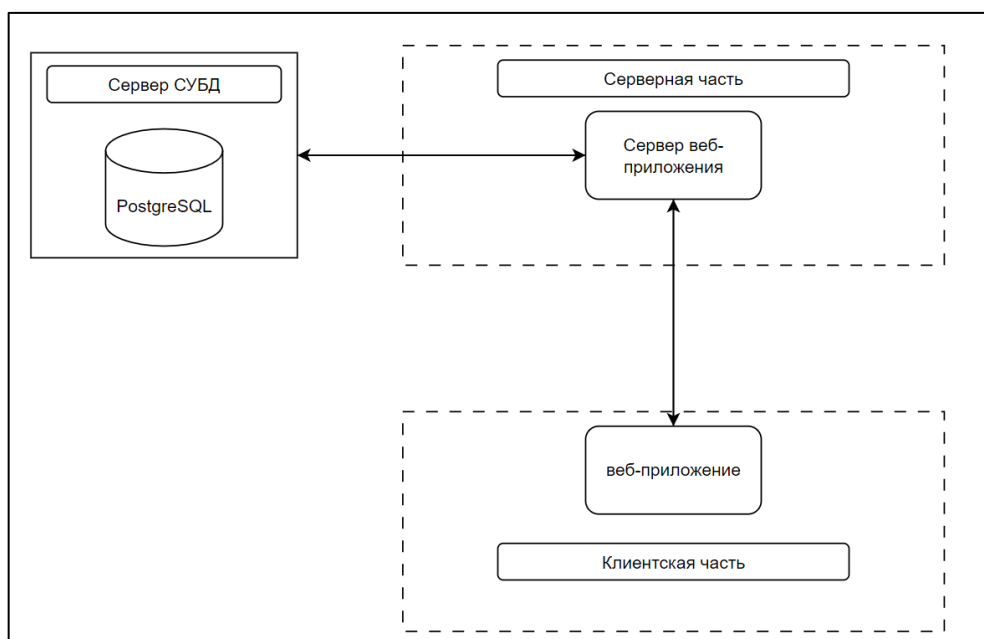 Сервер СУБД
PostgreSQL
Серверная часть
Сервер веб-
приложения
веб-приложение
Клиентская часть